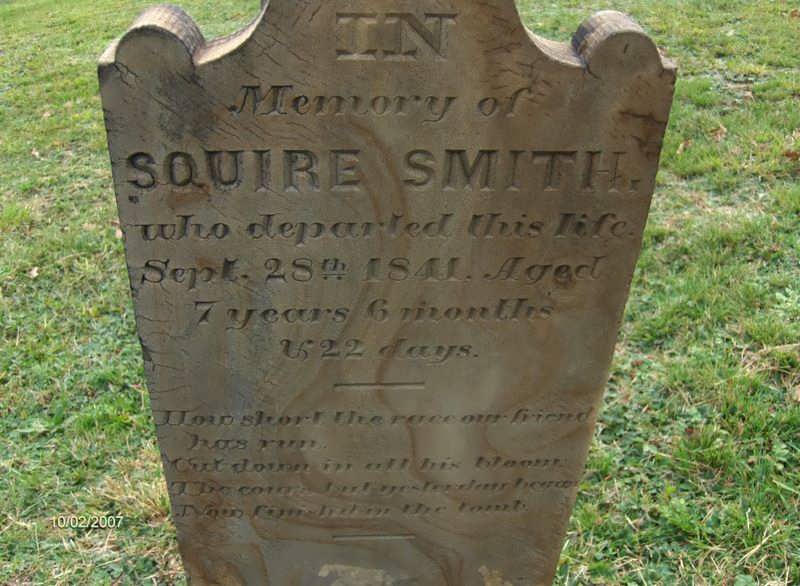 IN
Memory of
SQUIRE SMITH,
who departed this life.
Sept. 28th 1841. Aged
7 years 6 months
& 22 days.
How short the race our friend
has run.
Cut down in all his bloom,
The course but yesterday began
Now finish'd in the tomb.
10/02/2007